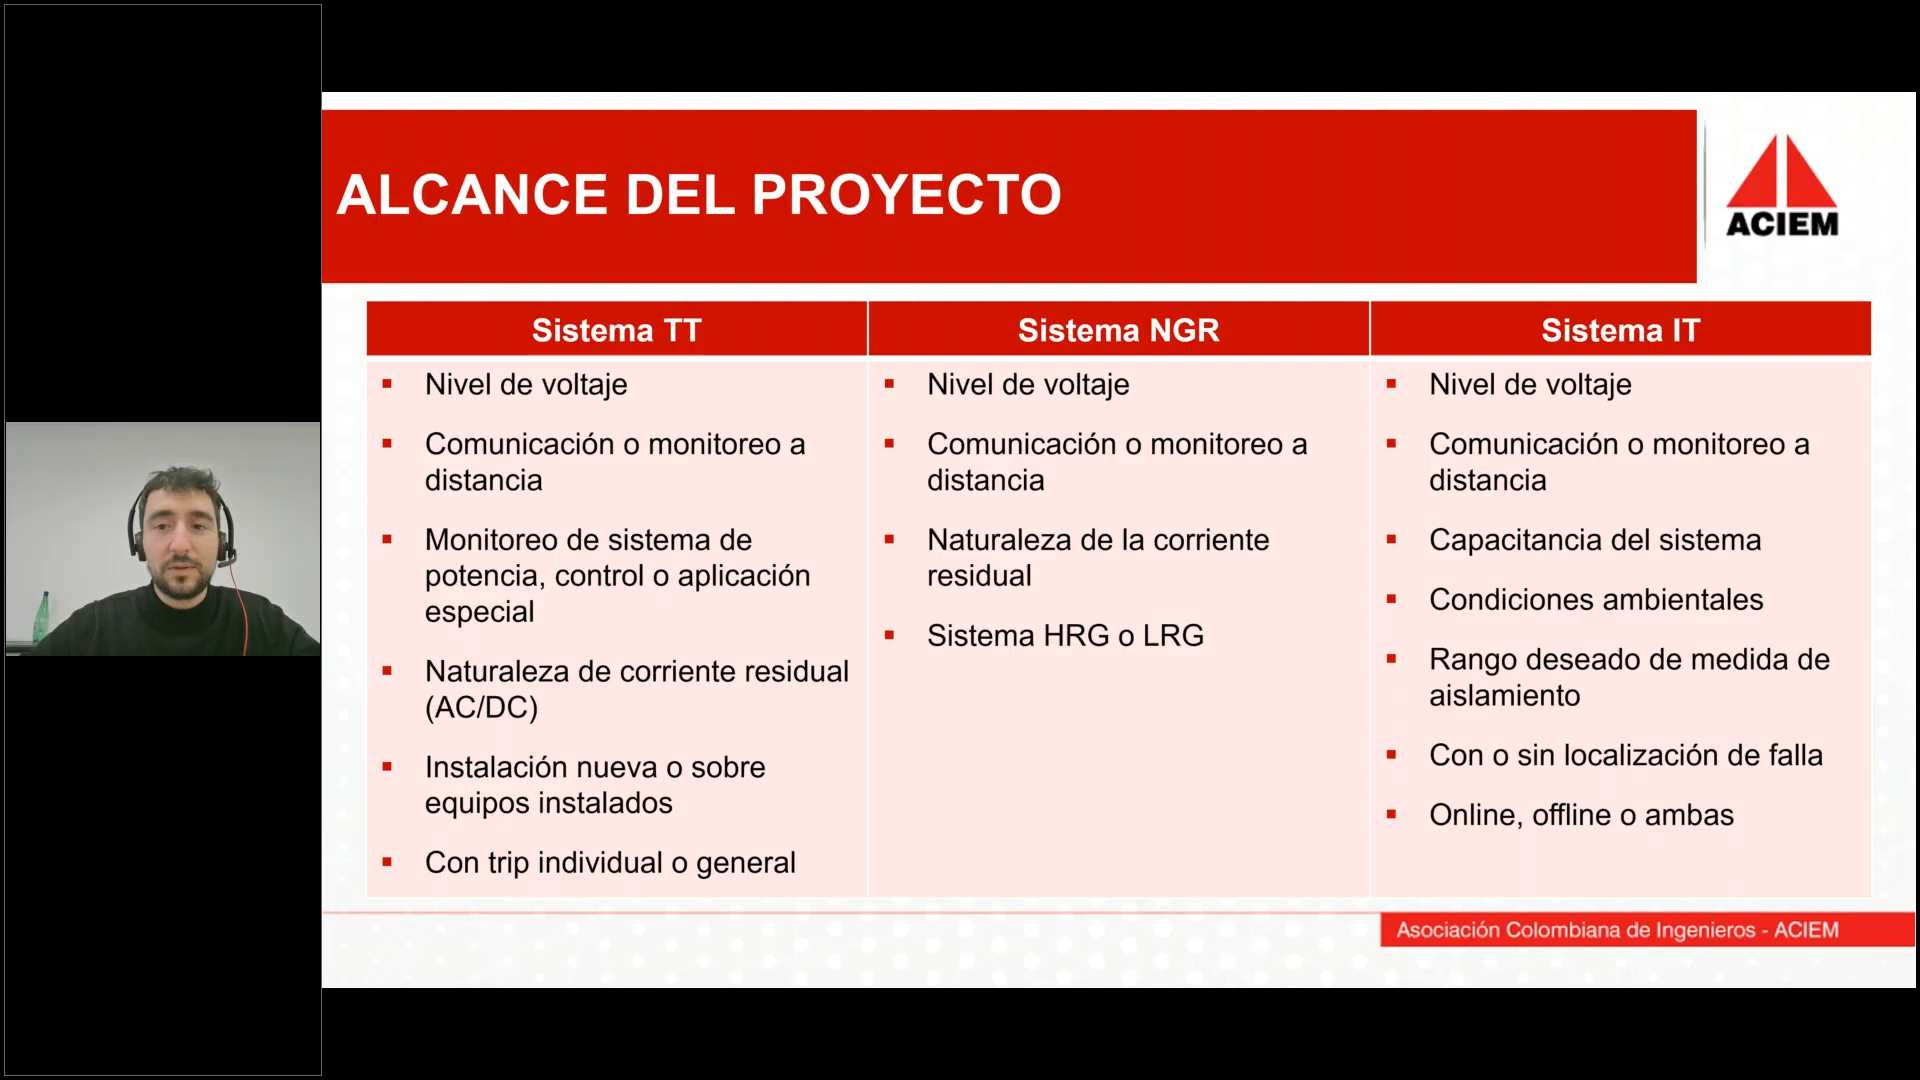 ALCANCE DEL PROYECTO
ACIEM
Sistema TT
Nivel de voltaje
Comunicación o monitoreo a
distancia
Monitoreo de sistema de
potencia, control o aplicación
especial
Naturaleza de corriente residual
(AC/DC)
Instalación nueva o sobre
equipos instalados
Con trip individual o general
Sistema NGR
Nivel de voltaje
Comunicación o monitoreo a
distancia
Naturaleza de la corriente
residual
Sistema HRG o LRG
Sistema IT
Nivel de voltaje
Comunicación o monitoreo a
distancia
Capacitancia del sistema
Condiciones ambientales
Rango deseado de medida de
aislamiento
Con o sin localización de falla
Online, offline o ambas
Asociación Colombiana de Ingenieros - ACIEM